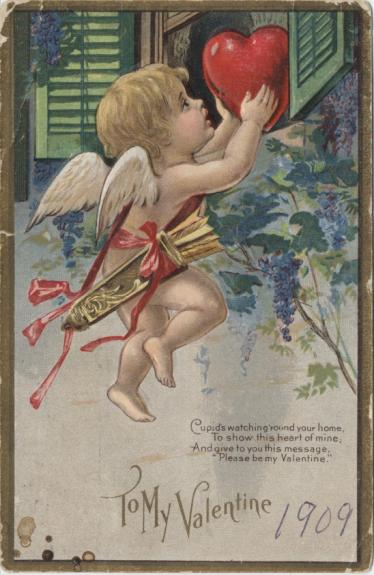 Cupid's watching 'round your home,
To show this heart of mine;
And give to you this message,
"Please be my Valentine."
To My Valentine
1909